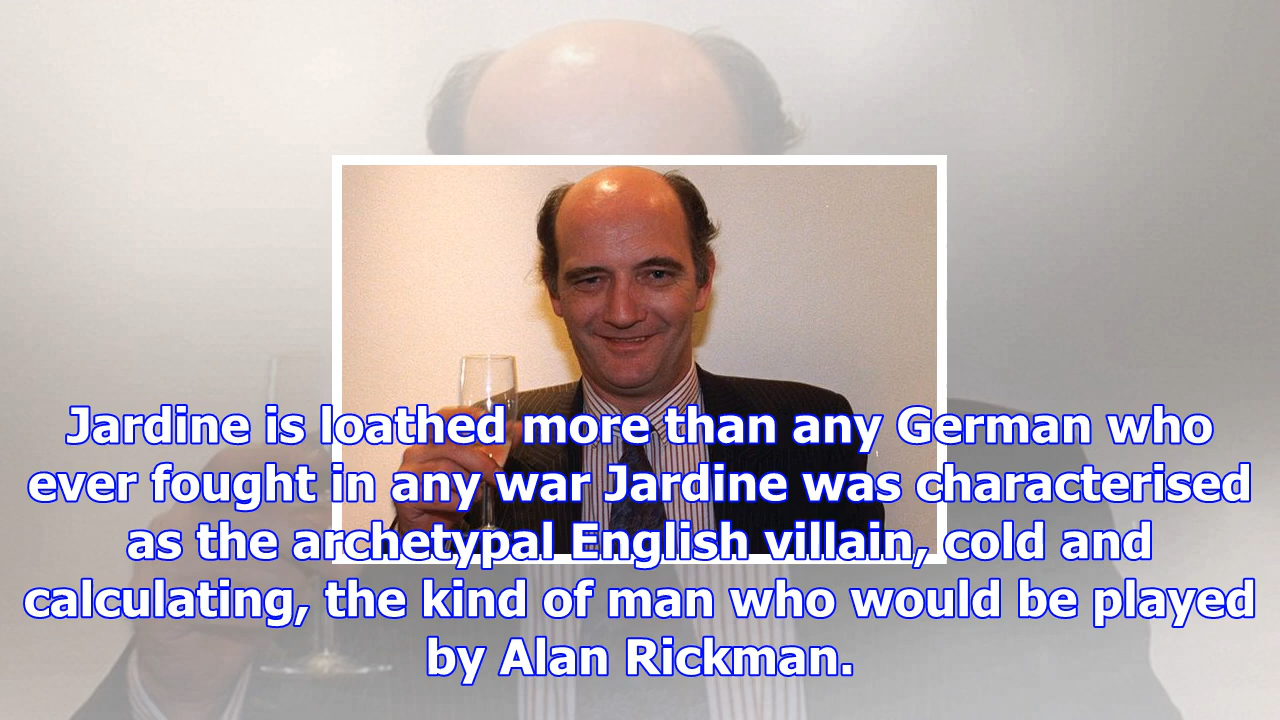 Jardine is loathed more than any German who
ever fought in any war Jardine was characterised
as the archetypal English villain, cold and
calculating, the kind of man who would be played
by Alan Rickman.